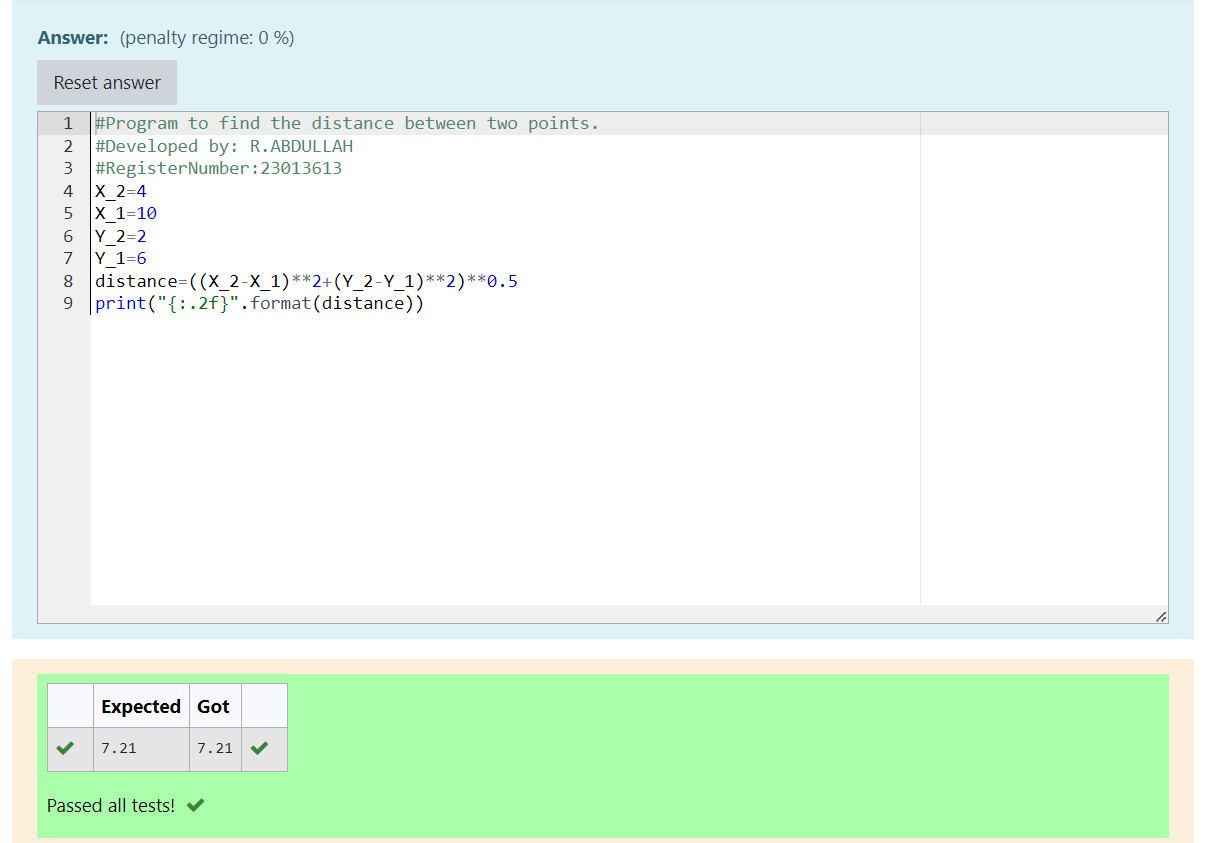 Answer: (penalty regime: 0 %)
Reset answer
1 #Program to find the distance between two points.
2 #Developed by: R.ABDULLAH
3 #RegisterNumber:23013613
4 X_2=4
5 X_1=10
6 Y_2=2
7 Y_1=6
8 distance=((X_2-X_1)**2+(Y_2-Y_1)**2)**0.5
9 print("{:.2f}".format(distance))
Expected Got
7.21 7.21
Passed all tests!